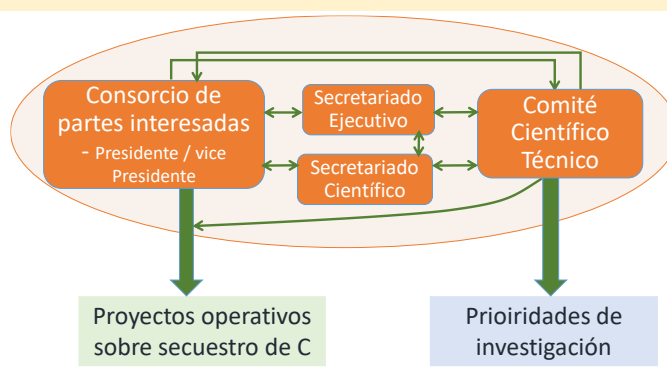 Consorcio de
partes interesadas
- Presidente / vice
Presidente
Secretariado
Ejecutivo
Secretariado
Científico
Comité
Científico
Técnico
Proyectos operativos
sobre secuestro de C
Prioiridades de
investigación